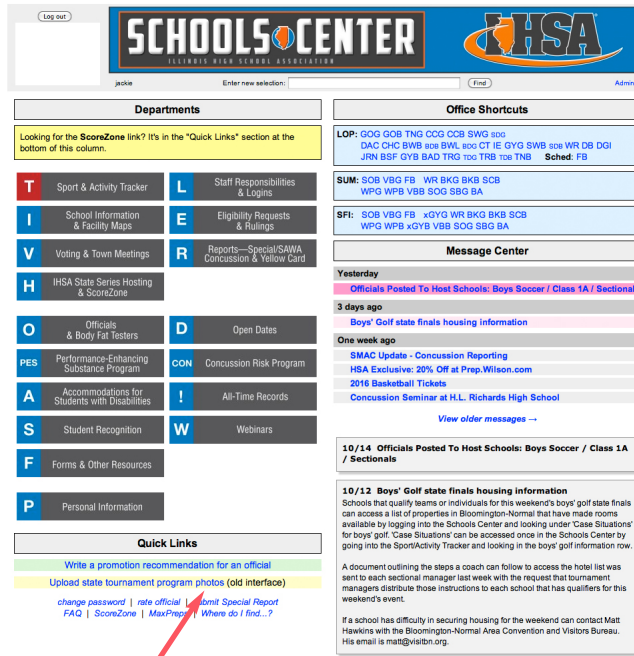 Log out
SCHOOLS CENTER
ILLINOIS HIGH SCHOOL ASSOCIATION
IHSA
jackie
Enter new selection:
Find
Admin
Departments
Looking for the ScoreZone link? It's in the "Quick Links" section at the
bottom of this column.
T Sport & Activity Tracker
L Staff Responsibilities
& Logins
I School Information
& Facility Maps
E Eligibility Requests
& Rulings
V Voting & Town Meetings
R Reports—Special/SAWA
Concussion & Yellow Card
H IHSA State Series Hosting
& ScoreZone
O Officials
& Body Fat Testers
D Open Dates
PES Performance-Enhancing
Substance Program
CON Concussion Risk Program
A Accommodations for
Students with Disabilities
! All-Time Records
S Student Recognition
W Webinars
F Forms & Other Resources
P Personal Information
Quick Links
Write a promotion recommendation for an official
Upload state tournament program photos (old interface)
change password | rate official | Submit Special Report
FAQ | ScoreZone | MaxPreps | Where do I find...?
Office Shortcuts
LOP: GOG GOB TNG CCG CCB SWG SDG
DAC CHC BWB BDB BWL BDG CT IE GYG SWB SDB WR DB DGI
JRN BSF GYB BAD TRG TDG TRB TDB TNB Sched: FB
SUM: SOB VBG FB WR BKG BKB SCB
WPG WPB VBB SOG SBG BA
SFI: SOB VBG FB xGYG WR BKG BKB SCB
WPG WPB xGYB VBB SOG SBG BA
Message Center
Yesterday
Officials Posted To Host Schools: Boys Soccer / Class 1A / Sectional
3 days ago
Boys' Golf state finals housing information
One week ago
SMAC Update - Concussion Reporting
HSA Exclusive: 20% Off at Prep.Wilson.com
2016 Basketball Tickets
Concussion Seminar at H.L. Richards High School
View older messages →
10/14 Officials Posted To Host Schools: Boys Soccer / Class 1A
/ Sectionals
10/12 Boys' Golf state finals housing information
Schools that qualify teams or individuals for this weekend's boys' golf state finals
can access a list of properties in Bloomington-Normal that have made rooms
available by logging into the Schools Center and looking under 'Case Situations'
for boys' golf. 'Case Situations' can be accessed once in the Schools Center by
going into the Sport/Activity Tracker and looking in the boys' golf information row.
A document outlining the steps a coach can follow to access the hotel list was
sent to each sectional manager last week with the request that tournament
managers distribute those instructions to each school that has qualifiers for this
weekend's event.
If a school has difficulty in securing housing for the weekend can contact Matt
Hawkins with the Bloomington-Normal Area Convention and Visitors Bureau.
His email is matt@visitbn.org.